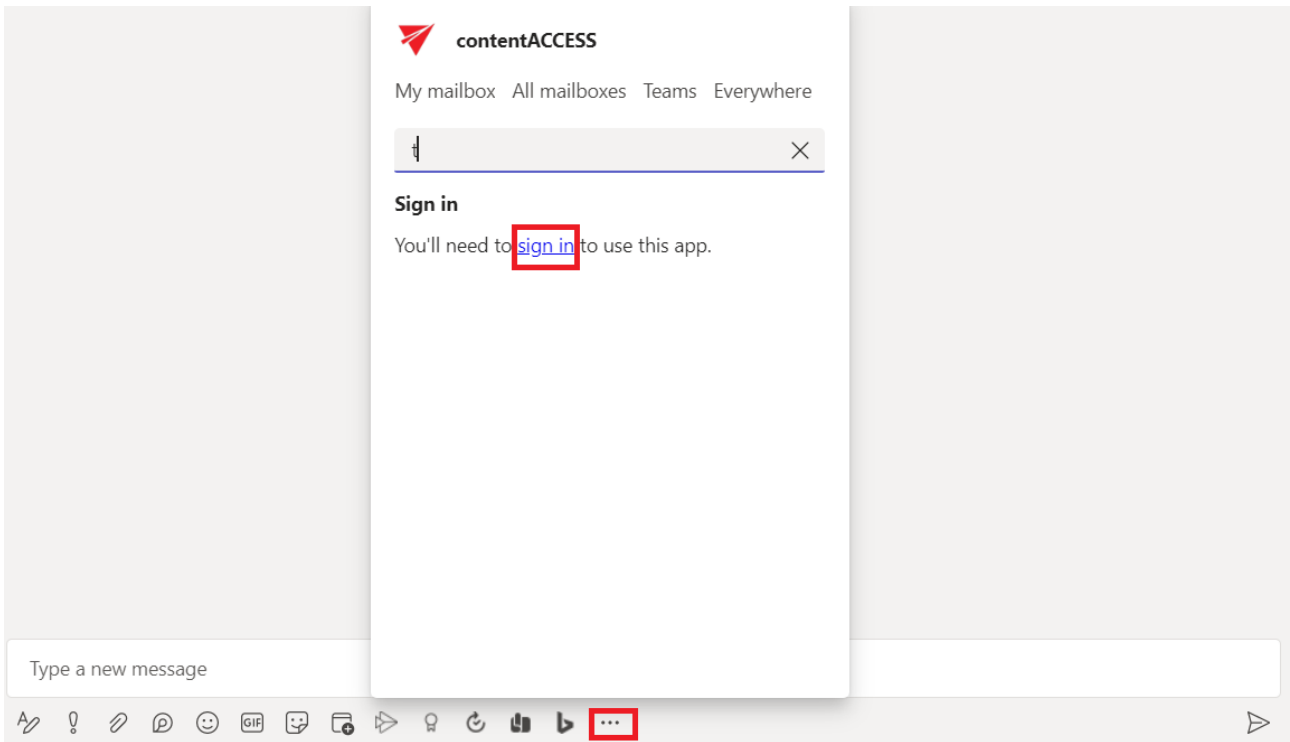 contentACCESS
My mailbox All mailboxes Teams Everywhere
t
Sign in
You'll need to sign in to use this app.
Type a new message
GIF